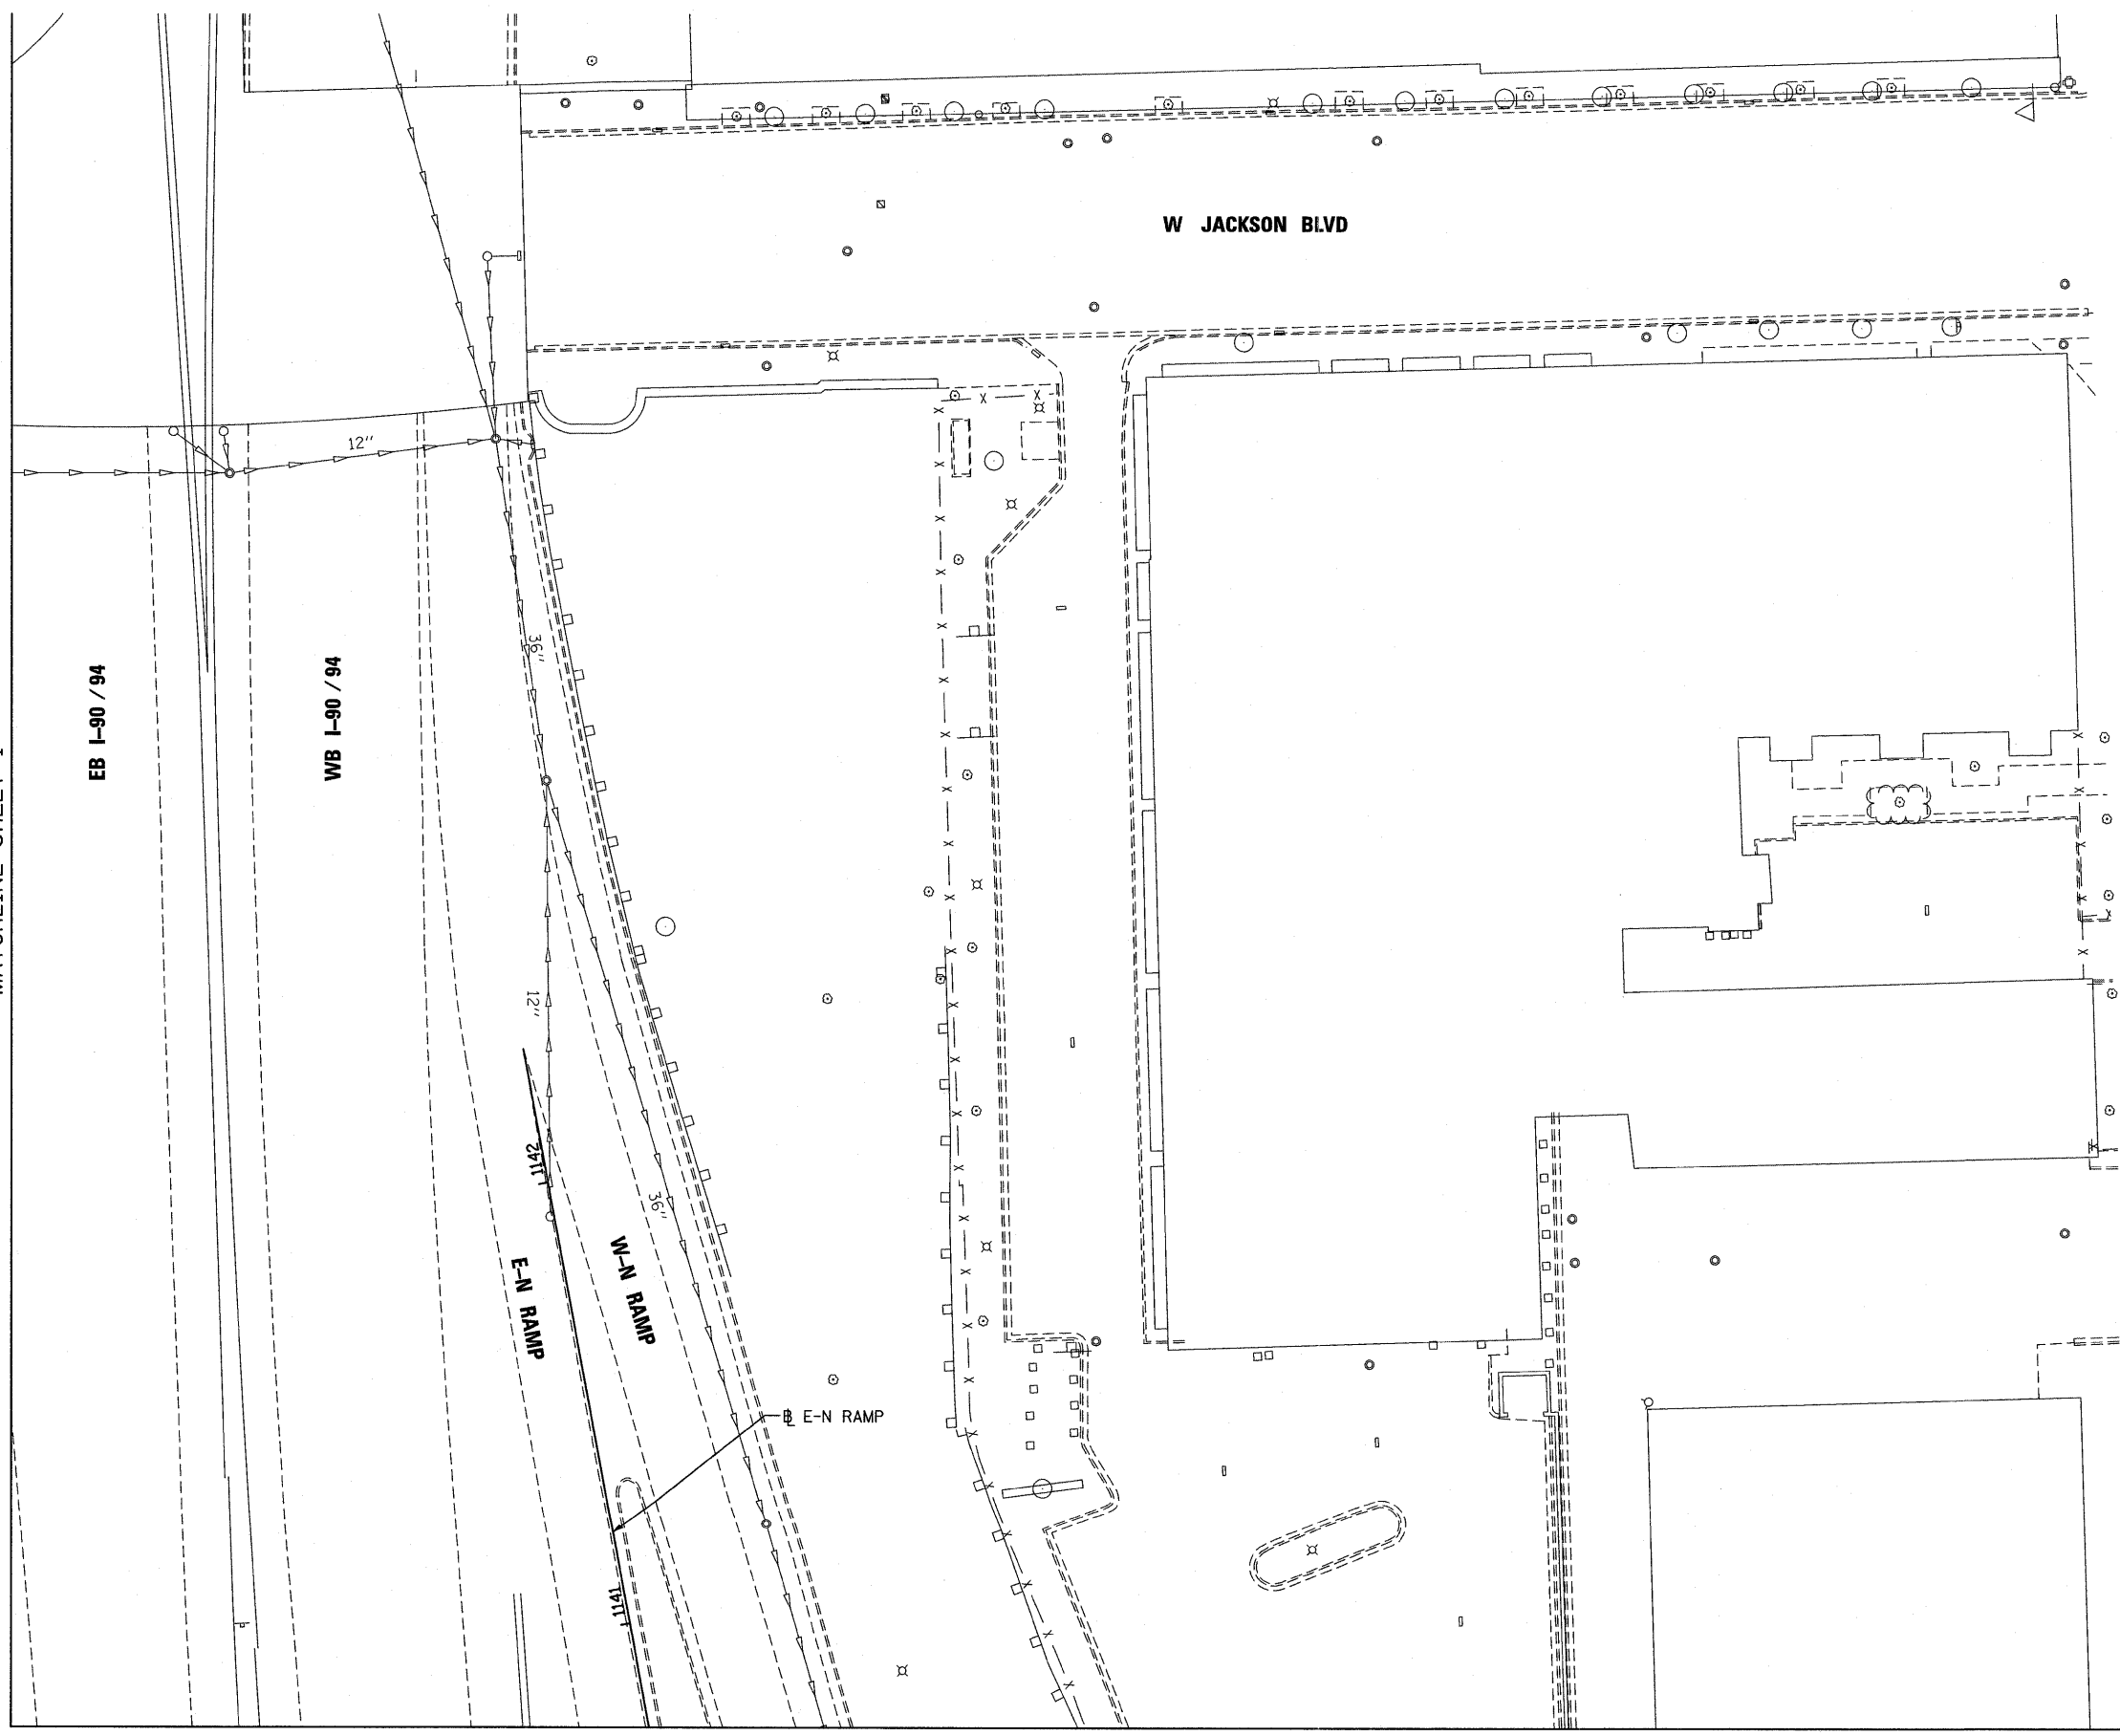 W JACKSON BLVD
12"
36"
EB I-90 / 94
WB I-90 / 94
12"
1142
36"
E-N RAMP
W-N RAMP
℄ E-N RAMP
1141